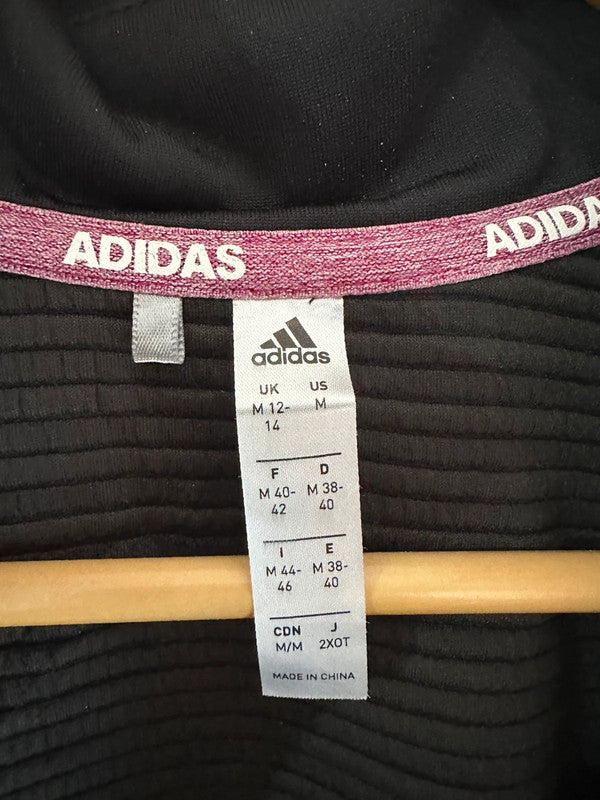 ADIDAS
ADIDA
adidas
UK US
M 12- M
14
F D
M 40- M 38-
42 40
I E
M 44- M 38-
46 40
CDN J
M/M 2XOT
MADE IN CHINA